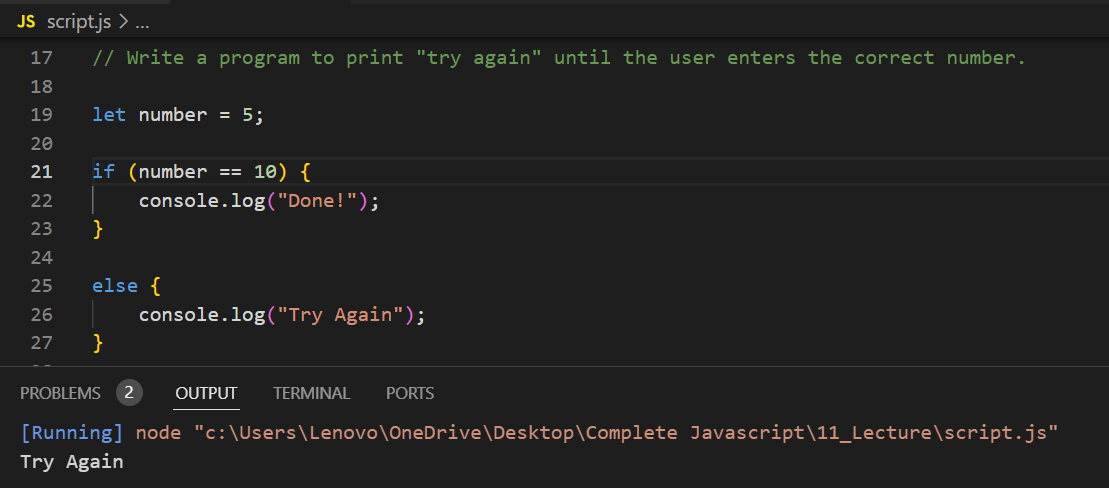 JS script.js > ...
17 // Write a program to print "try again" until the user enters the correct number.
18
19 let number = 5;
20
21 if (number == 10) {
22     console.log("Done!");
23 }
24
25 else {
26     console.log("Try Again");
27 }
PROBLEMS 2 OUTPUT TERMINAL PORTS
[Running] node "c:\Users\Lenovo\OneDrive\Desktop\Complete Javascript\11_Lecture\script.js"
Try Again